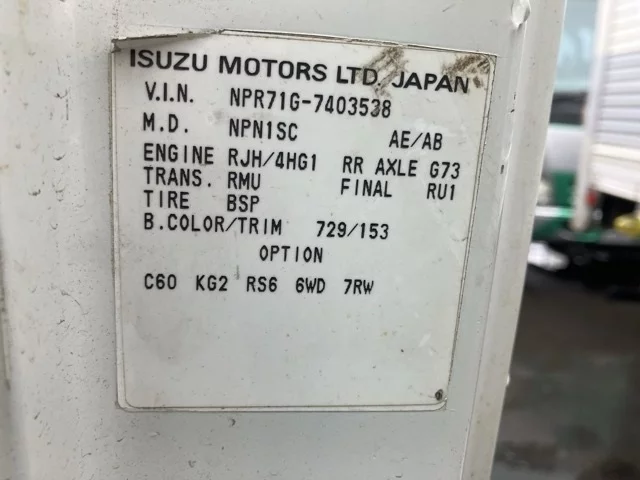 ISUZU MOTORS LTD. JAPAN
V.I.N. NPR71G-7403538
M.D. NPN1SC AE/AB
ENGINE RJH/4HG1 RR AXLE G73
TRANS. RMU FINAL RU1
TIRE BSP
B.COLOR/TRIM 729/153
OPTION
C60 KG2 RS6 6WD 7RW